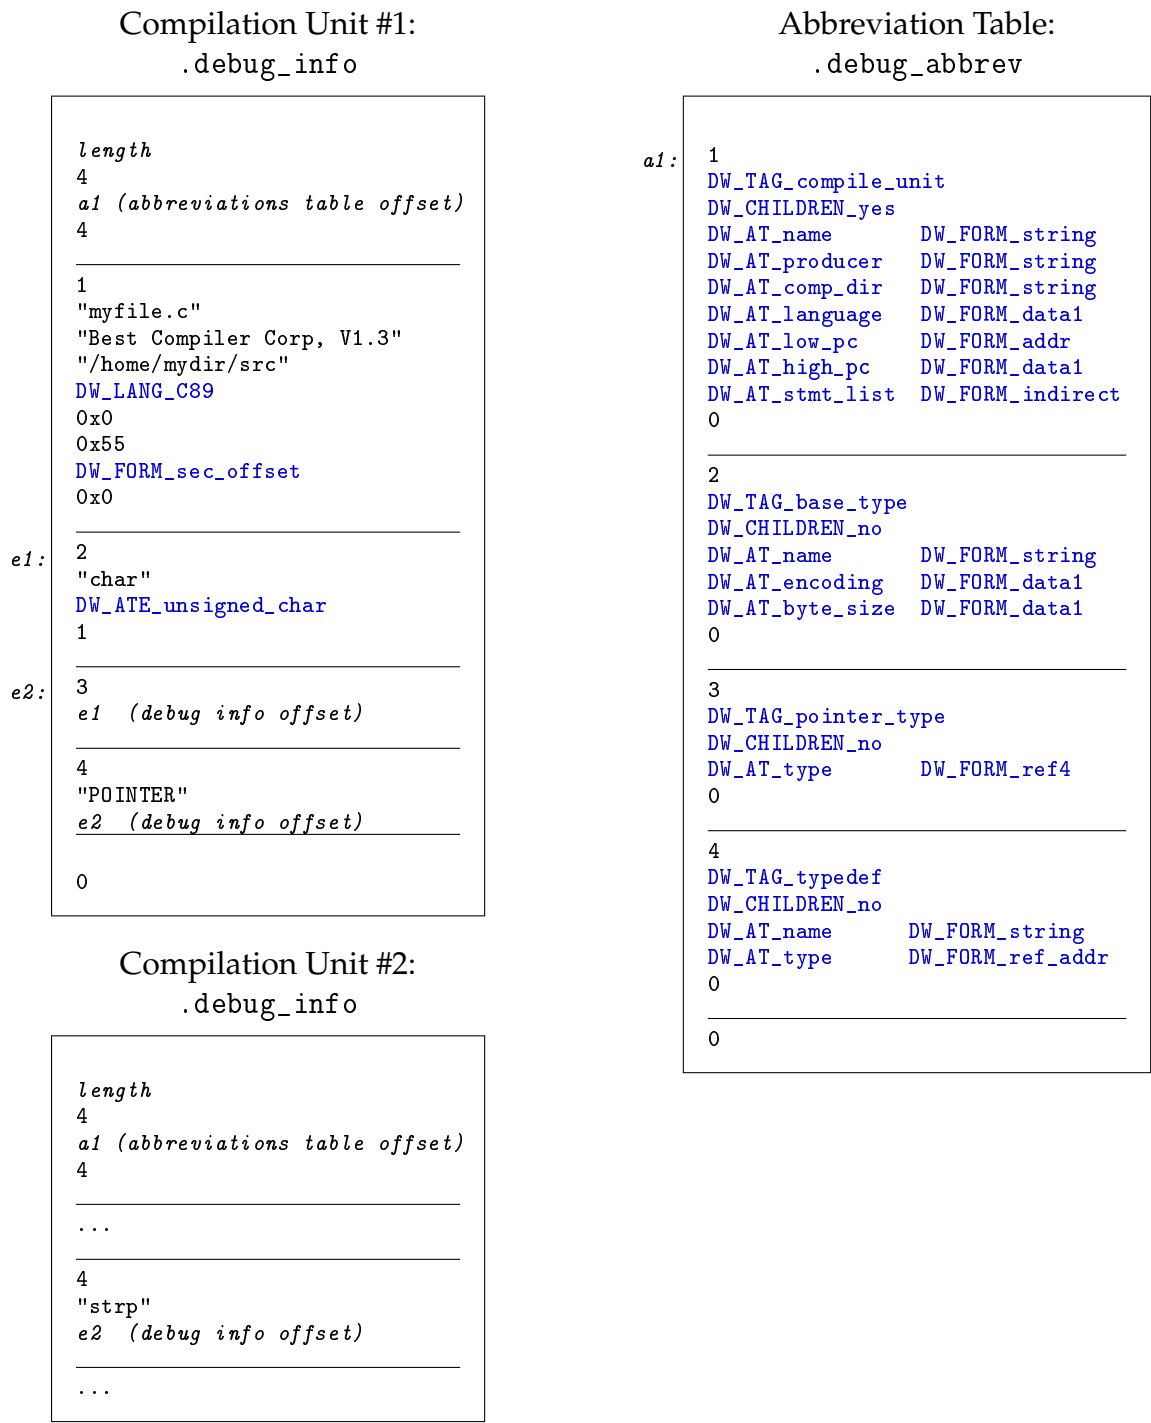 Compilation Unit #1:
.debug_info
length
4
a1 (abbreviations table offset)
4
1
"myfile.c"
"Best Compiler Corp, V1.3"
"/home/mydir/src"
DW_LANG_C89
0x0
0x55
DW_FORM_sec_offset
0x0
e1: 2
"char"
DW_ATE_unsigned_char
1
e2: 3
e1 (debug info offset)
4
"POINTER"
e2 (debug info offset)
0
Compilation Unit #2:
.debug_info
length
4
a1 (abbreviations table offset)
4
...
4
"strp"
e2 (debug info offset)
...
Abbreviation Table:
.debug_abbrev
a1: 1
DW_TAG_compile_unit
DW_CHILDREN_yes
DW_AT_name DW_FORM_string
DW_AT_producer DW_FORM_string
DW_AT_comp_dir DW_FORM_string
DW_AT_language DW_FORM_data1
DW_AT_low_pc DW_FORM_addr
DW_AT_high_pc DW_FORM_data1
DW_AT_stmt_list DW_FORM_indirect
0
2
DW_TAG_base_type
DW_CHILDREN_no
DW_AT_name DW_FORM_string
DW_AT_encoding DW_FORM_data1
DW_AT_byte_size DW_FORM_data1
0
3
DW_TAG_pointer_type
DW_CHILDREN_no
DW_AT_type DW_FORM_ref4
0
4
DW_TAG_typedef
DW_CHILDREN_no
DW_AT_name DW_FORM_string
DW_AT_type DW_FORM_ref_addr
0
0